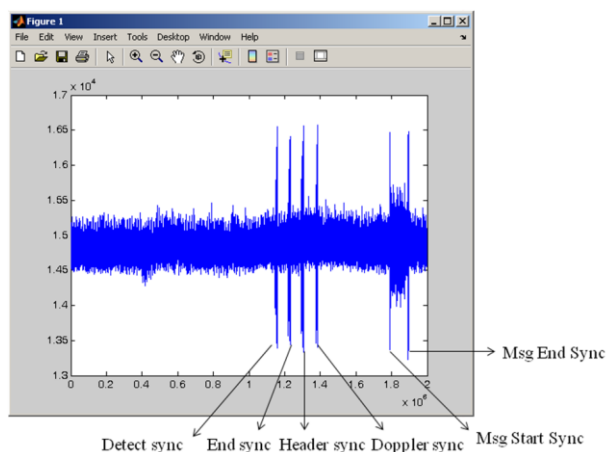 Figure 1
File Edit View Insert Tools Desktop Window Help
x 10^4
1.7
1.65
1.6
1.55
1.5
1.45
1.4
1.35
1.3
0 0.2 0.4 0.6 0.8 1 1.2 1.4 1.6 1.8 2
x 10^6
Msg End Sync
Detect sync End sync Header sync Doppler sync Msg Start Sync